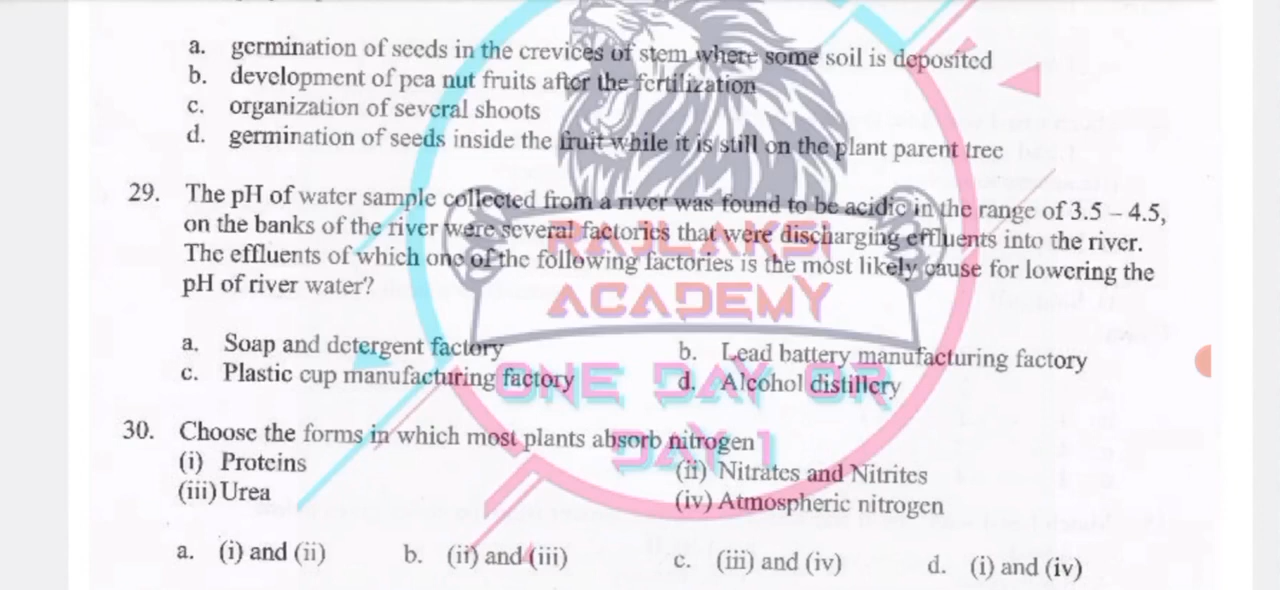 a. germination of seeds in the crevices of stem where some soil is deposited
b. development of pea nut fruits after the fertilization
c. organization of several shoots
d. germination of seeds inside the fruit while it is still on the plant parent tree
29. The pH of water sample collected from a river was found to be acidic in the range of 3.5 – 4.5,
on the banks of the river were several factories that were discharging effluents into the river.
The effluents of which one of the following factories is the most likely cause for lowering the
pH of river water?
RAJLAKSI
ACADEMY
a. Soap and detergent factory b. Lead battery manufacturing factory
c. Plastic cup manufacturing factory d. Alcohol distillery
ONE DAY OR
DAY 1
30. Choose the forms in which most plants absorb nitrogen
(i) Proteins (ii) Nitrates and Nitrites
(iii) Urea (iv) Atmospheric nitrogen
a. (i) and (ii) b. (ii) and (iii) c. (iii) and (iv) d. (i) and (iv)